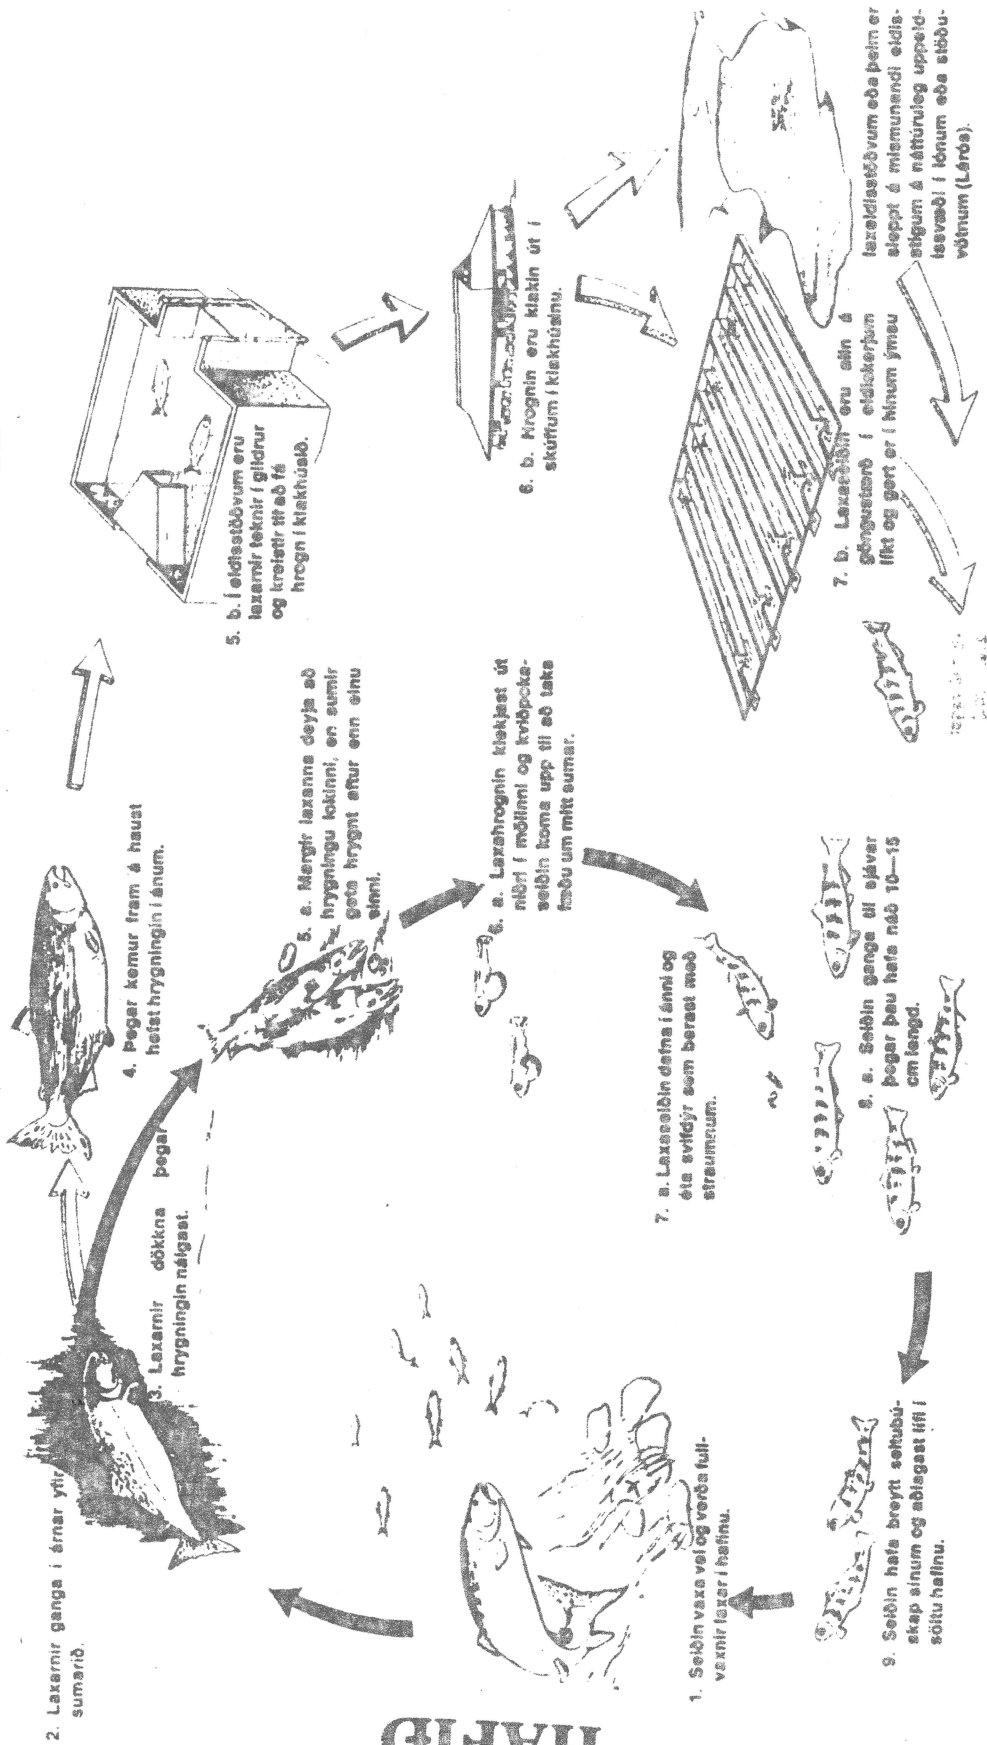 HAFIÐ
1. Seiðin vaxa vel og verða full-
vaxnir laxar í hafinu.
2. Laxarnir ganga í árnar yfir
sumarið.
3. Laxarnir dökkna þegar
hrygningin nálgast.
4. Þegar kemur fram á haust
hefst hrygningin í ánum.
5. a. Margir laxanna deyja að
hrygningu lokinni, en sumir
geta hrygnt aftur enn einu
sinni.
5. b. Í eldisstöðvum eru
laxarnir teknir í gildrur
og kreistir til að fá
hrogn í klakhúsið.
6. a. Laxahrognin klekjast út
niðri í mölinni og kviðpoka-
seiðin koma upp til að taka
fæðu um mitt sumar.
6. b. Hrognin eru klakin út í
skúffum í klakhúsinu.
7. a. Laxaseiðin dafna í ánni og
éta svifdýr sem berast með
straumnum.
7. b. Laxaseiðin eru alin á
göngustærð í eldiskerjum
líkt og gert er í hinum ýmsu
laxeldisstöðvum eða þeim er
sleppt á mismunandi eldis-
stigum á náttúruleg uppeld-
issvæði í lónum eða stöðu-
vötnum (Lárós).
8. a. Seiðin ganga til sjávar
þegar þau hafa náð 10—15
cm lengd.
9. Seiðin hafa breytt seltubú-
skap sínum og aðlagast lífi í
söltu hafinu.